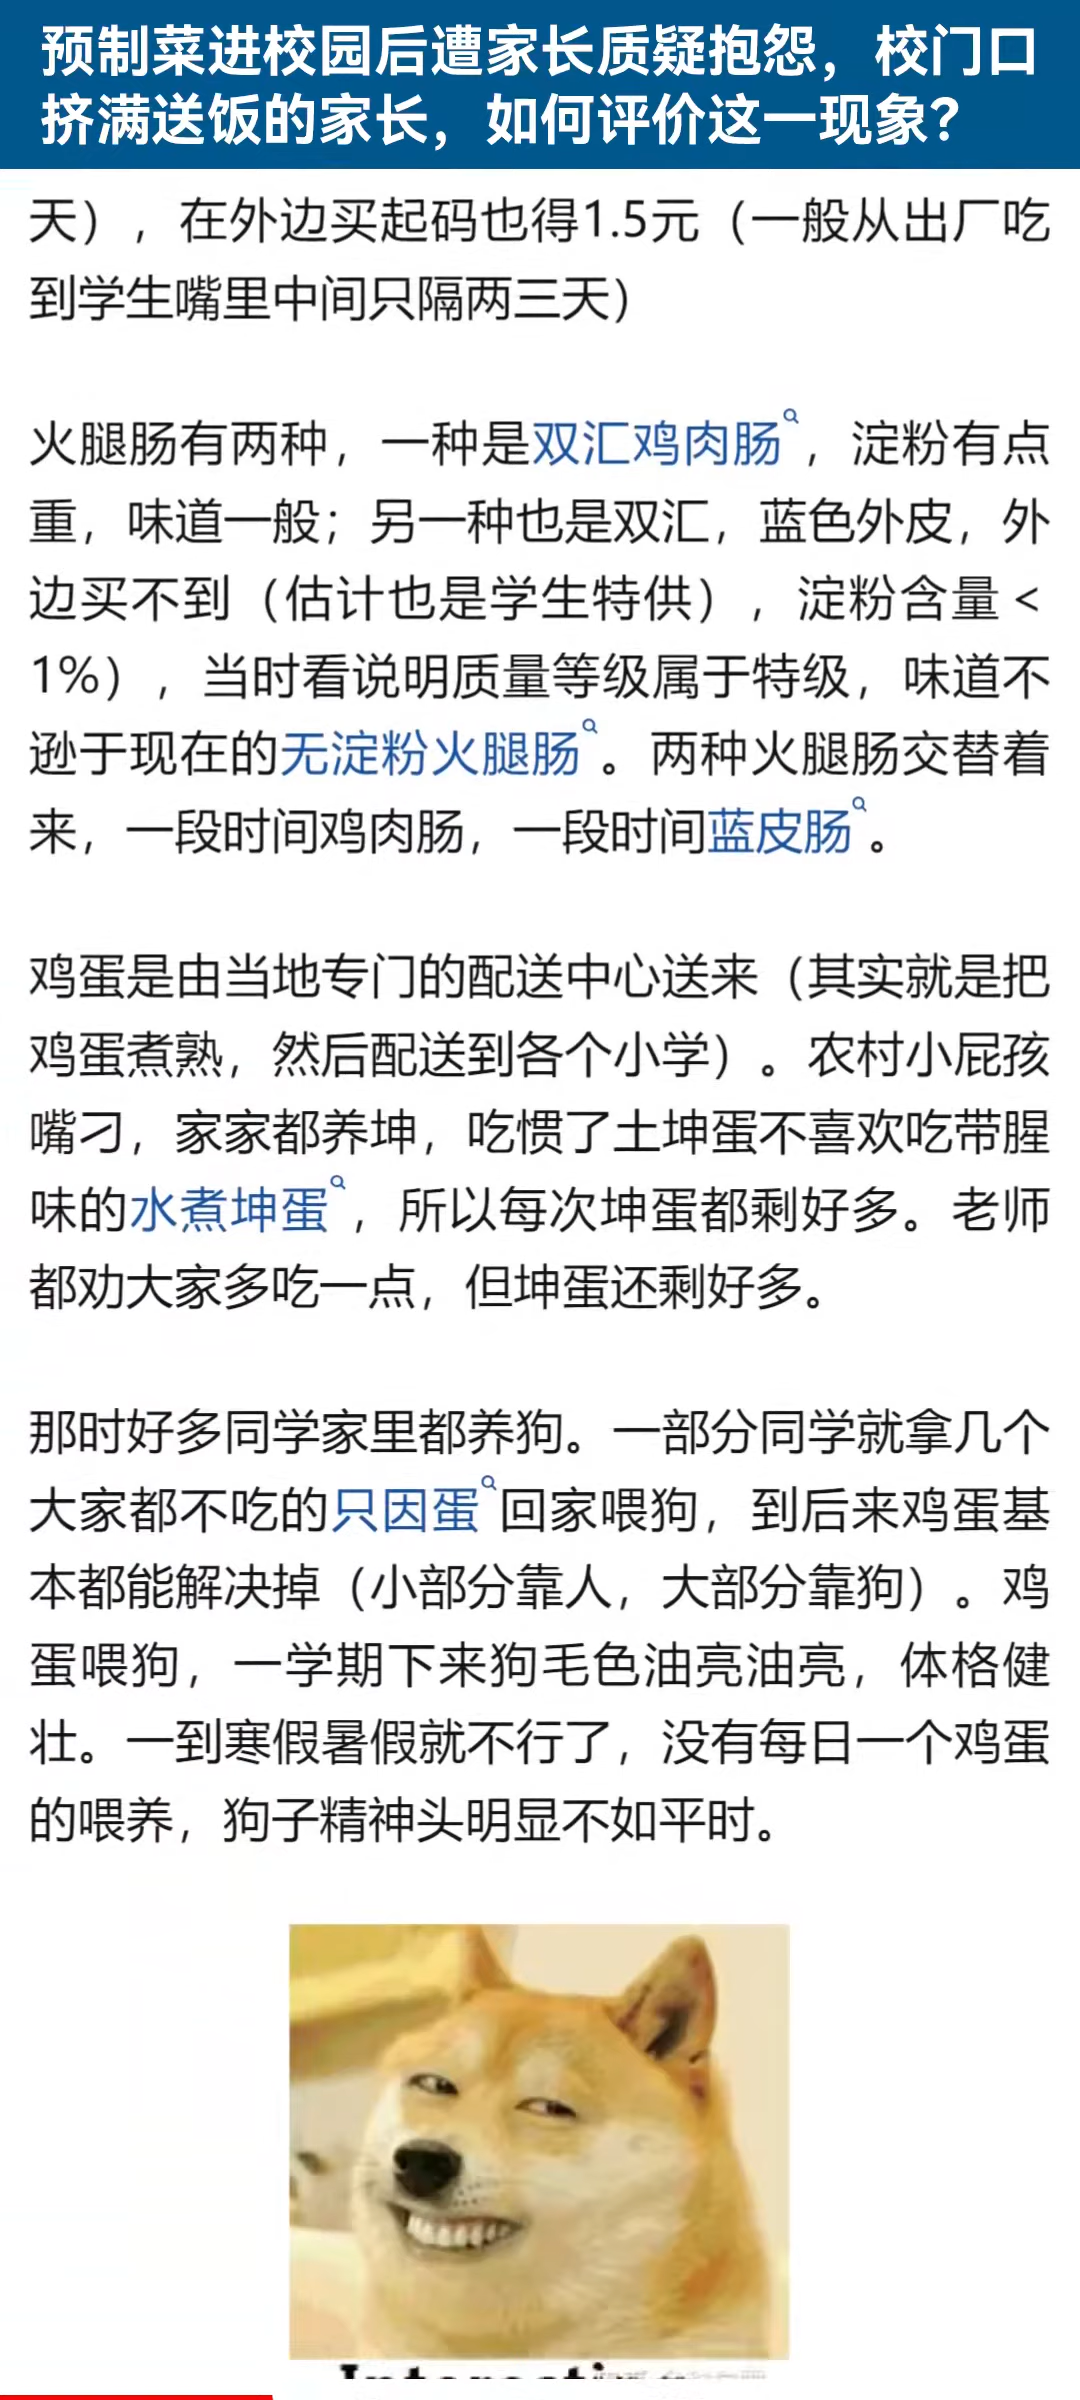 预制菜进校园后遭家长质疑抱怨，校门口
挤满送饭的家长，如何评价这一现象？
天），在外边买起码也得1.5元（一般从出厂吃
到学生嘴里中间只隔两三天）
火腿肠有两种，一种是双汇鸡肉肠，淀粉有点
重，味道一般；另一种也是双汇，蓝色外皮，外
边买不到（估计也是学生特供），淀粉含量<
1%），当时看说明质量等级属于特级，味道不
逊于现在的无淀粉火腿肠。两种火腿肠交替着
来，一段时间鸡肉肠，一段时间蓝皮肠。
鸡蛋是由当地专门的配送中心送来（其实就是把
鸡蛋煮熟，然后配送到各个小学）。农村小屁孩
嘴刁，家家都养坤，吃惯了土坤蛋不喜欢吃带腥
味的水煮坤蛋，所以每次坤蛋都剩好多。老师
都劝大家多吃一点，但坤蛋还剩好多。
那时好多同学家里都养狗。一部分同学就拿几个
大家都不吃的只因蛋回家喂狗，到后来鸡蛋基
本都能解决掉（小部分靠人，大部分靠狗）。鸡
蛋喂狗，一学期下来狗毛色油亮油亮，体格健
壮。一到寒假暑假就不行了，没有每日一个鸡蛋
的喂养，狗子精神头明显不如平时。